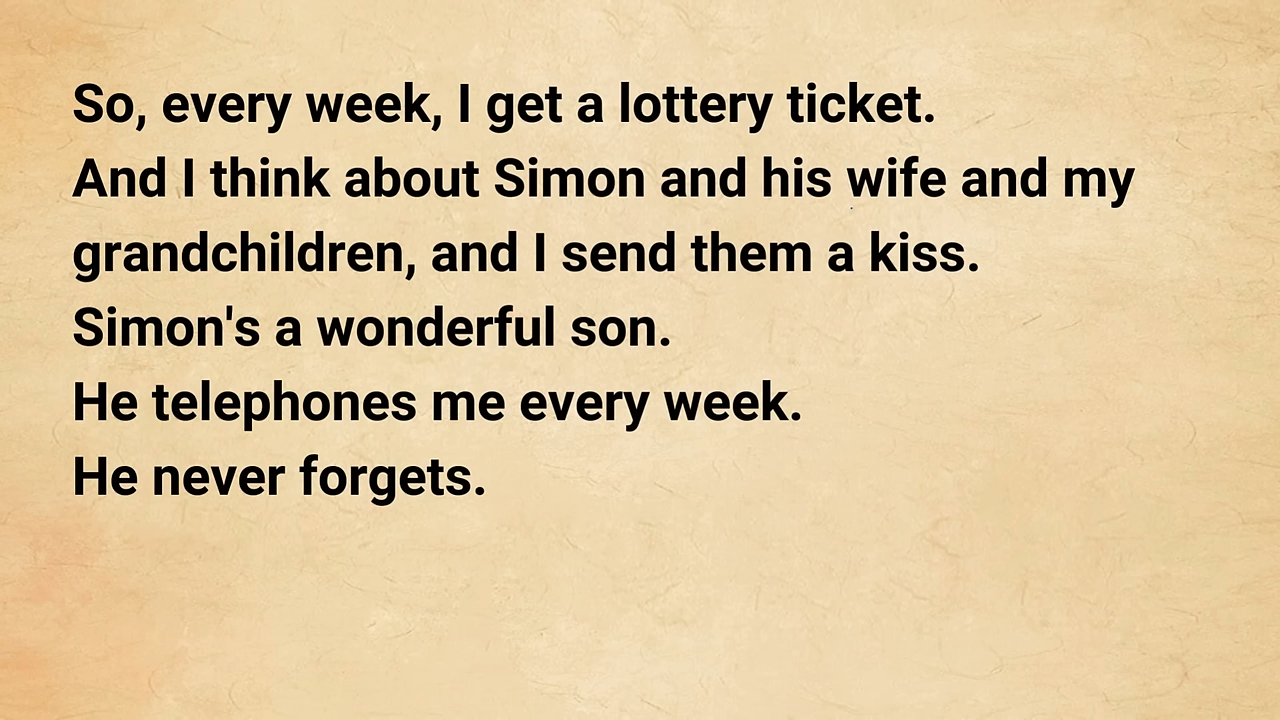 So, every week, I get a lottery ticket.
And I think about Simon and his wife and my
grandchildren, and I send them a kiss.
Simon's a wonderful son.
He telephones me every week.
He never forgets.